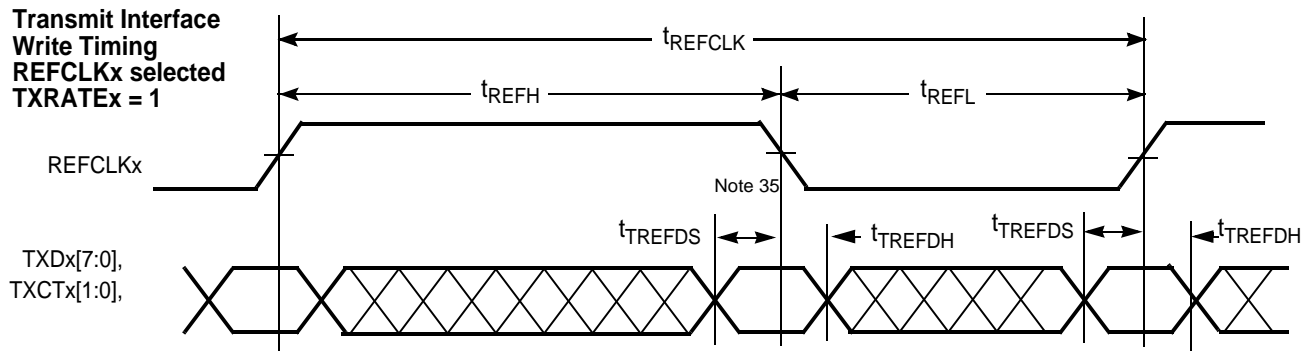 Transmit Interface
Write Timing
REFCLKx selected
TXRATEx = 1
tREFCLK
tREFH
tREFL
REFCLKx
Note 35
tTREFDS
tTREFDH
tTREFDS
tTREFDH
TXDx[7:0],
TXCTx[1:0],